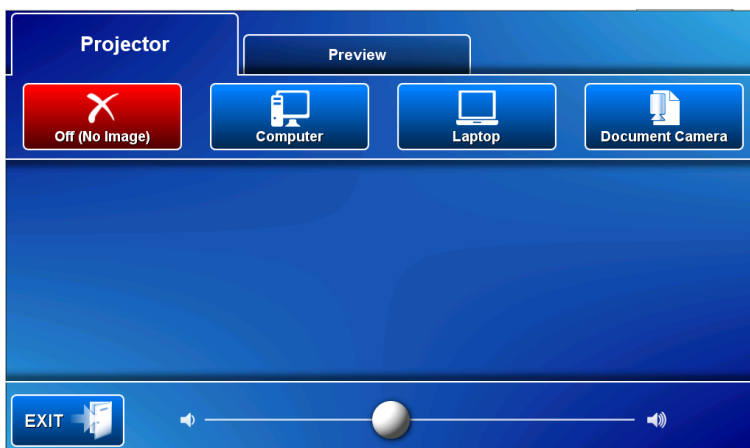 Projector
Preview
Off (No Image)
Computer
Laptop
Document Camera
EXIT